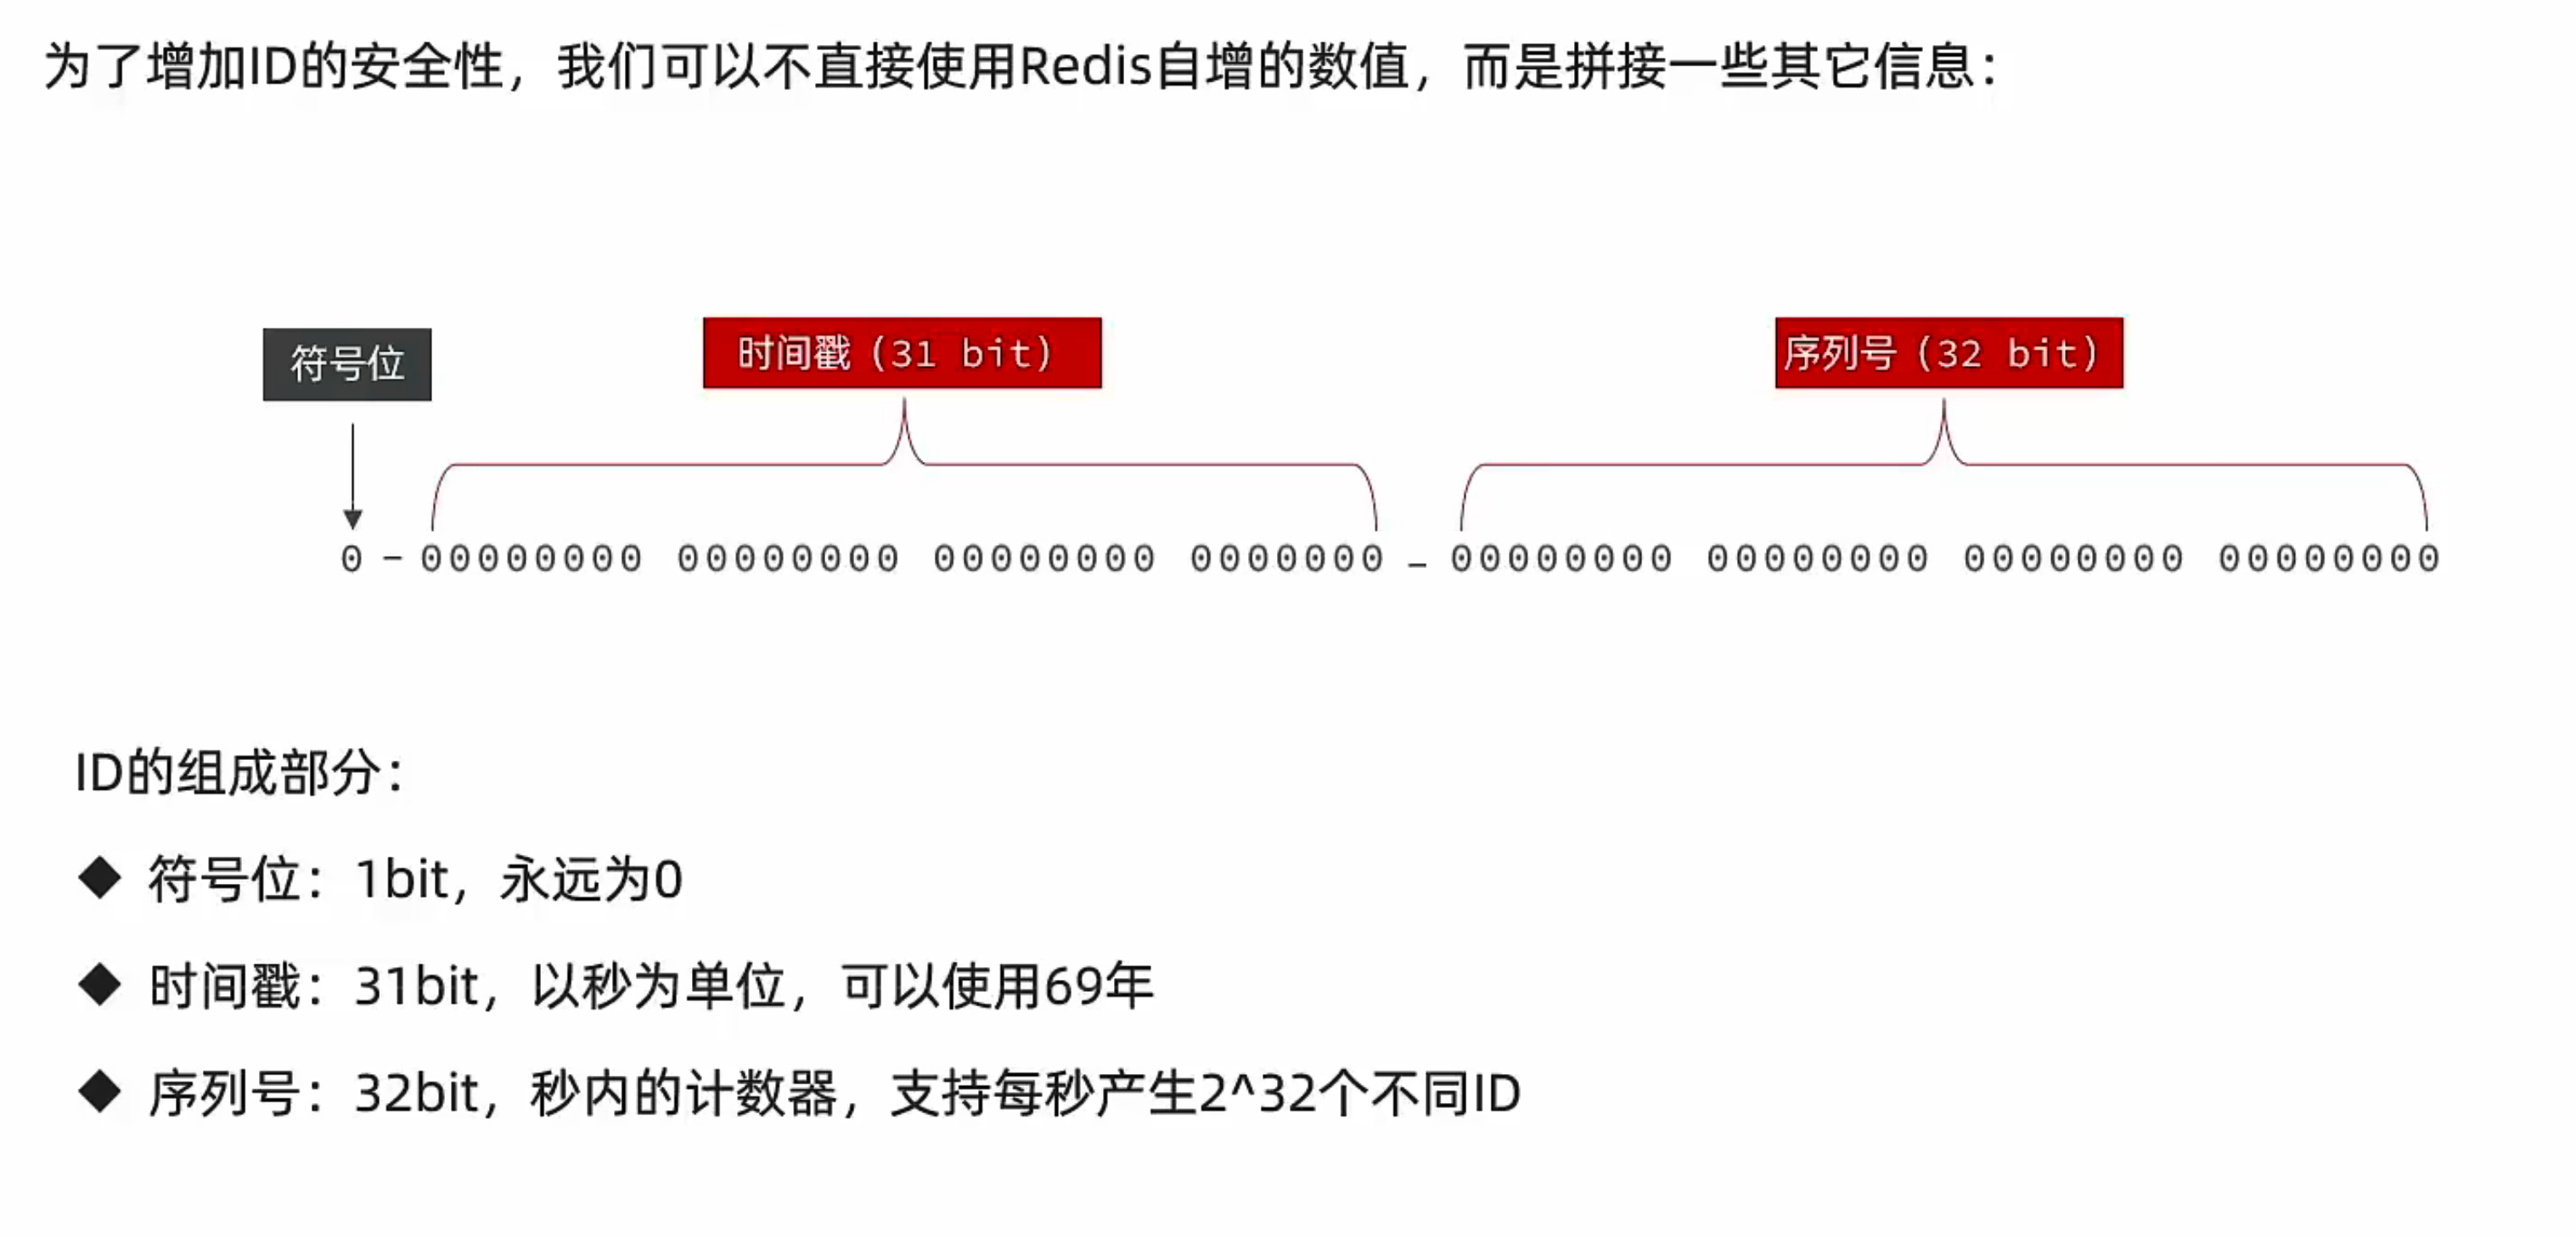 为了增加ID的安全性，我们可以不直接使用Redis自增的数值，而是拼接一些其它信息：
符号位
时间戳（31 bit）
序列号（32 bit）
0 - 00000000 00000000 00000000 0000000 - 00000000 00000000 00000000 00000000
ID的组成部分：
◆ 符号位：1bit，永远为0
◆ 时间戳：31bit，以秒为单位，可以使用69年
◆ 序列号：32bit，秒内的计数器，支持每秒产生2^32个不同ID